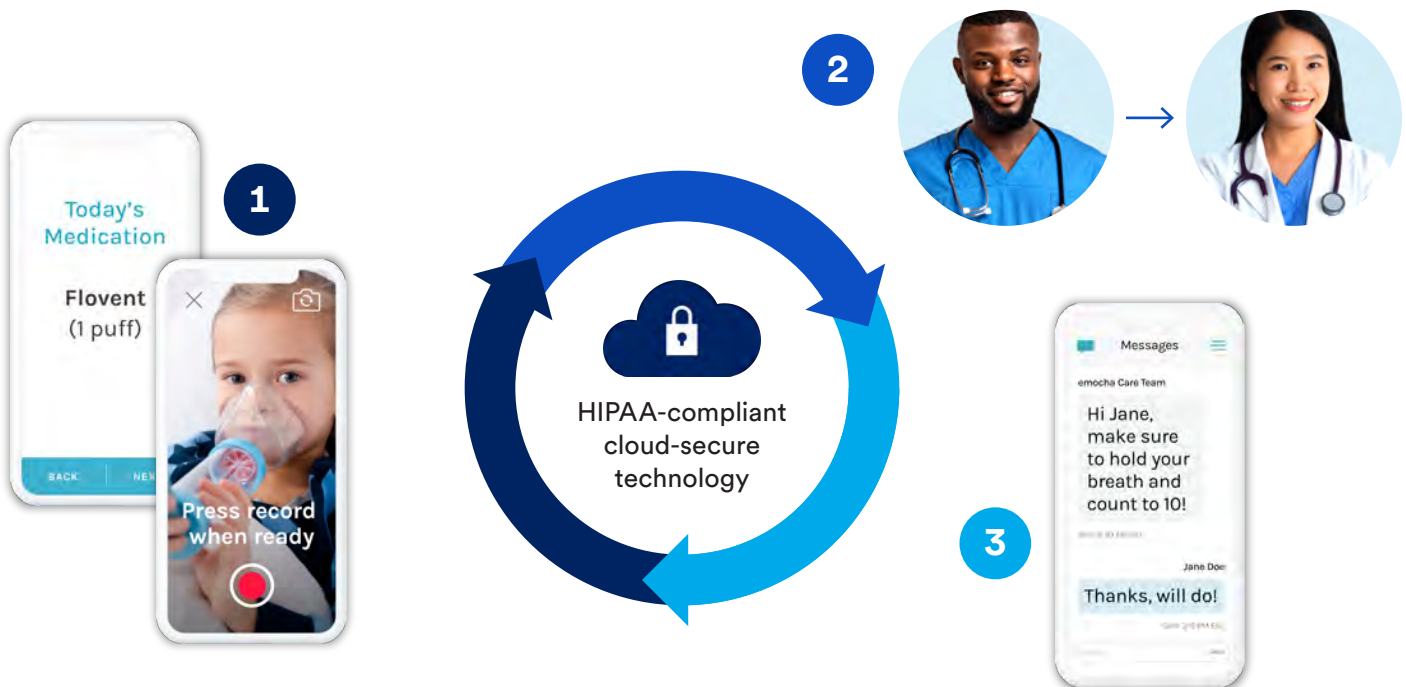 1
Today's
Medication
Flovent
(1 puff)
BACK
Press record
when ready
2
HIPAA-compliant
cloud-secure
technology
3
Messages
emocha Care Team
Hi Jane,
make sure
to hold your
breath and
count to 10!
Jane Doe
Thanks, will do!